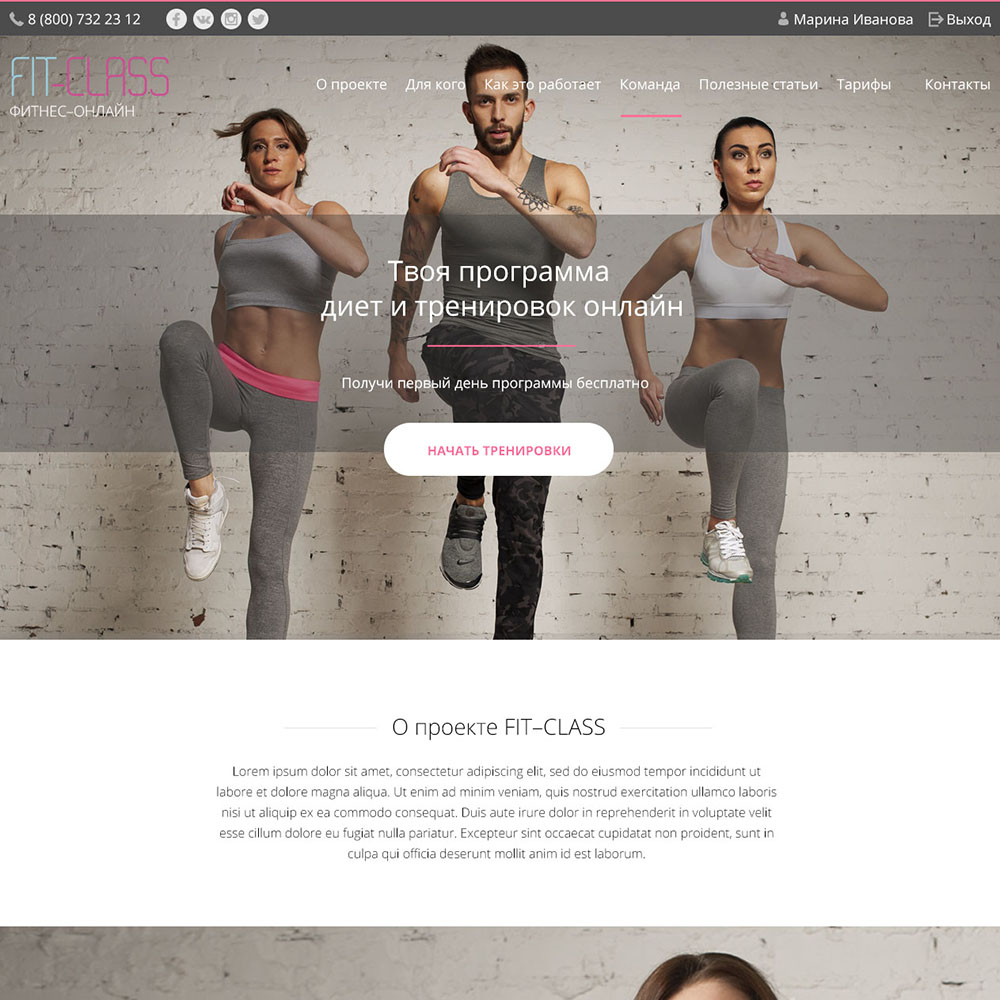 8 (800) 732 23 12
Марина Иванова
Выход
FIT-CLASS
ФИТНЕС–ОНЛАЙН
О проекте Для кого Как это работает Команда Полезные статьи Тарифы Контакты
Твоя программа
диет и тренировок онлайн
Получи первый день программы бесплатно
НАЧАТЬ ТРЕНИРОВКИ
О проекте FIT–CLASS
Lorem ipsum dolor sit amet, consectetur adipiscing elit, sed do eiusmod tempor incididunt ut
labore et dolore magna aliqua. Ut enim ad minim veniam, quis nostrud exercitation ullamco laboris
nisi ut aliquip ex ea commodo consequat. Duis aute irure dolor in reprehenderit in voluptate velit
esse cillum dolore eu fugiat nulla pariatur. Excepteur sint occaecat cupidatat non proident, sunt in
culpa qui officia deserunt mollit anim id est laborum.